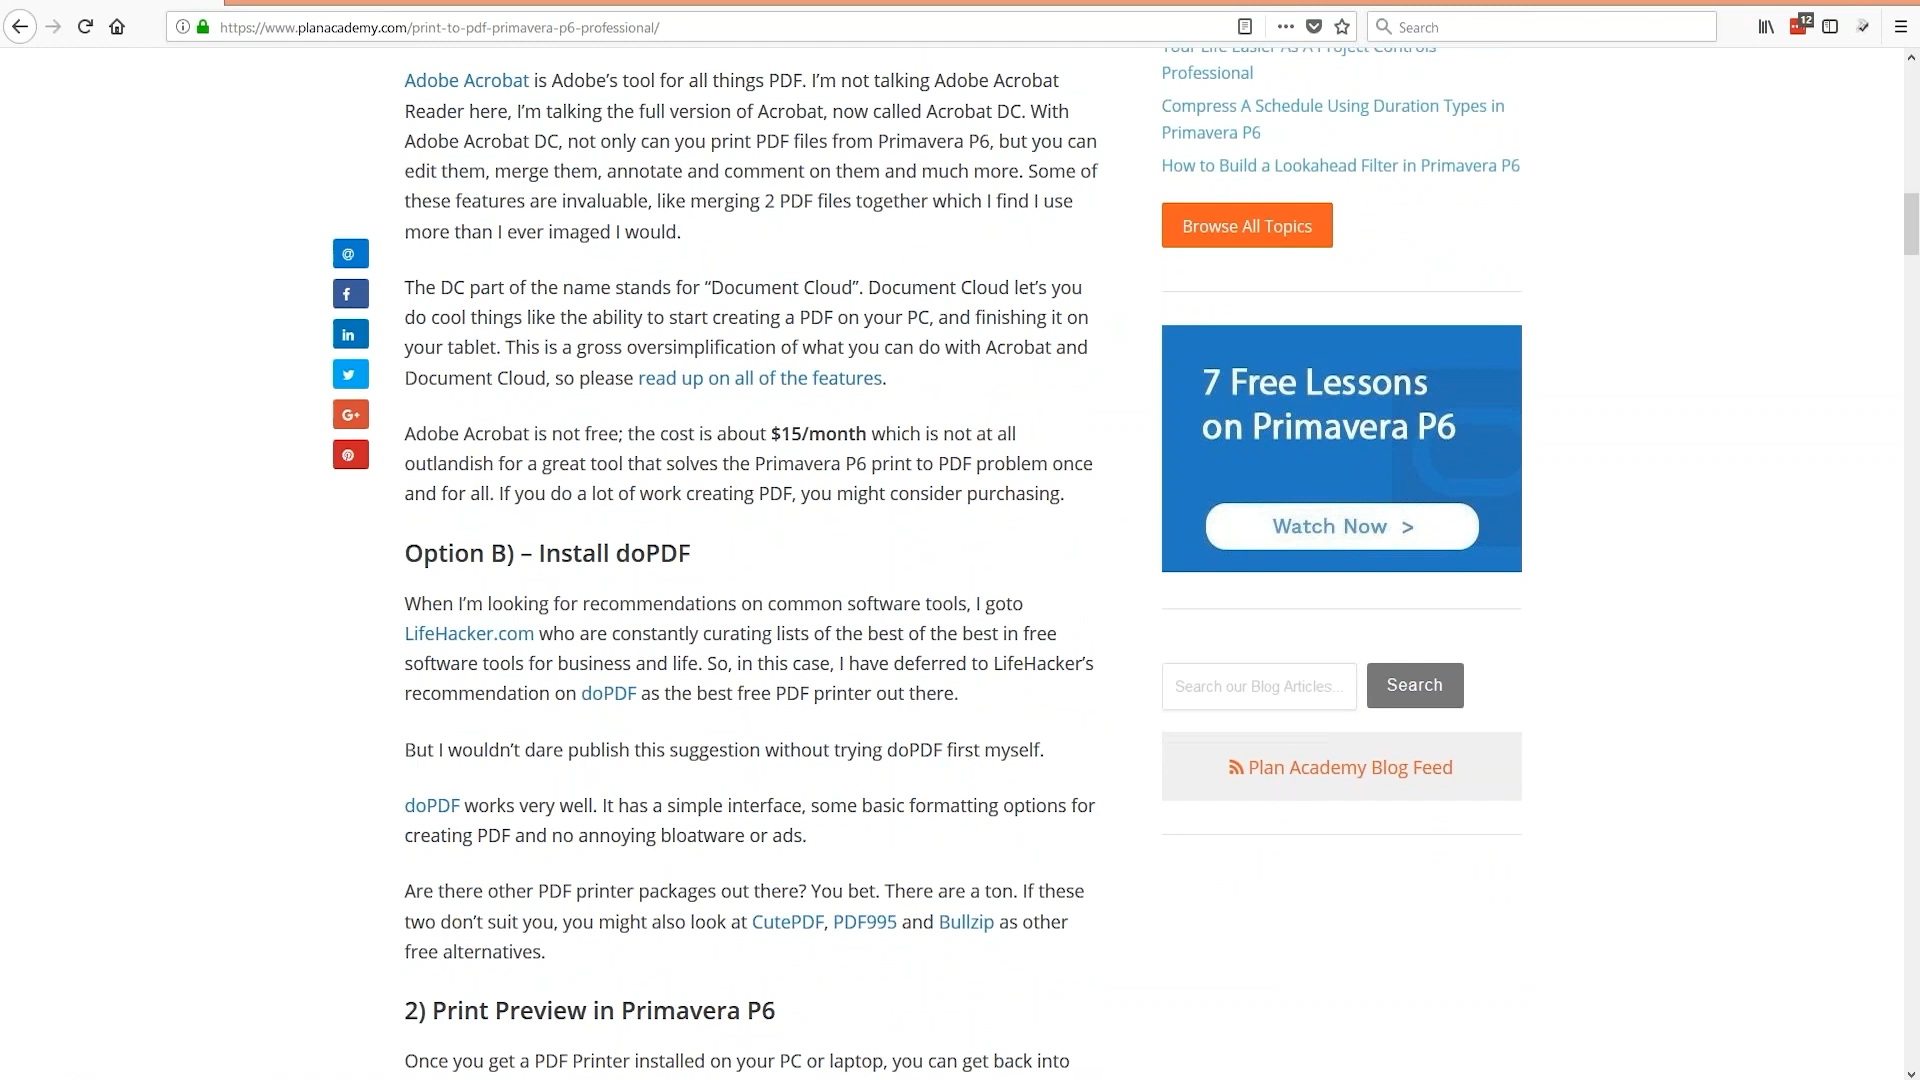 https://www.planacademy.com/print-to-pdf-primavera-p6-professional/
Search
12
Adobe Acrobat is Adobe’s tool for all things PDF. I’m not talking Adobe Acrobat
Reader here, I’m talking the full version of Acrobat, now called Acrobat DC. With
Adobe Acrobat DC, not only can you print PDF files from Primavera P6, but you can
edit them, merge them, annotate and comment on them and much more. Some of
these features are invaluable, like merging 2 PDF files together which I find I use
more than I ever imaged I would.
The DC part of the name stands for “Document Cloud”. Document Cloud let’s you
do cool things like the ability to start creating a PDF on your PC, and finishing it on
your tablet. This is a gross oversimplification of what you can do with Acrobat and
Document Cloud, so please read up on all of the features.
Adobe Acrobat is not free; the cost is about $15/month which is not at all
outlandish for a great tool that solves the Primavera P6 print to PDF problem once
and for all. If you do a lot of work creating PDF, you might consider purchasing.
Option B) – Install doPDF
When I’m looking for recommendations on common software tools, I goto
LifeHacker.com who are constantly curating lists of the best of the best in free
software tools for business and life. So, in this case, I have deferred to LifeHacker’s
recommendation on doPDF as the best free PDF printer out there.
But I wouldn’t dare publish this suggestion without trying doPDF first myself.
doPDF works very well. It has a simple interface, some basic formatting options for
creating PDF and no annoying bloatware or ads.
Are there other PDF printer packages out there? You bet. There are a ton. If these
two don’t suit you, you might also look at CutePDF, PDF995 and Bullzip as other
free alternatives.
2) Print Preview in Primavera P6
Once you get a PDF Printer installed on your PC or laptop, you can get back into
Your Life Easier As A Project Controls
Professional
Compress A Schedule Using Duration Types in
Primavera P6
How to Build a Lookahead Filter in Primavera P6
Browse All Topics
7 Free Lessons
on Primavera P6
Watch Now >
Search our Blog Articles...
Search
Plan Academy Blog Feed
@
f
in
G+